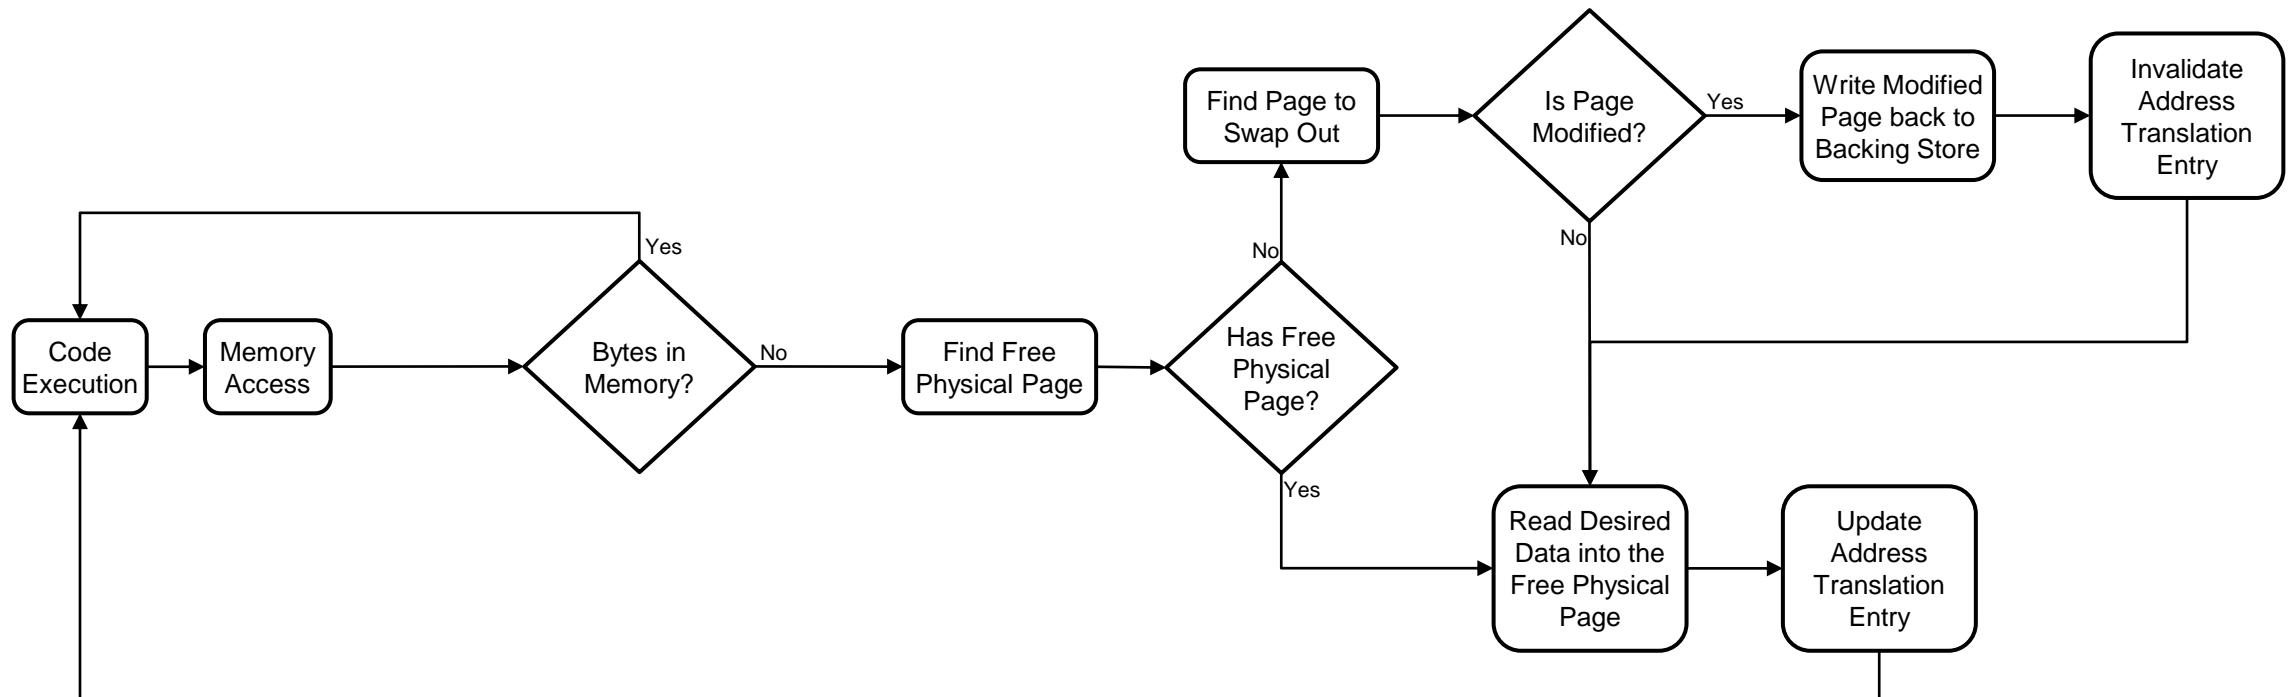 Find Page to
Swap Out
Is Page
Modified?
Yes
No
Write Modified
Page back to
Backing Store
Invalidate
Address
Translation
Entry
Code
Execution
Memory
Access
Bytes in
Memory?
Yes
No
Find Free
Physical Page
Has Free
Physical
Page?
No
Yes
Read Desired
Data into the
Free Physical
Page
Update
Address
Translation
Entry